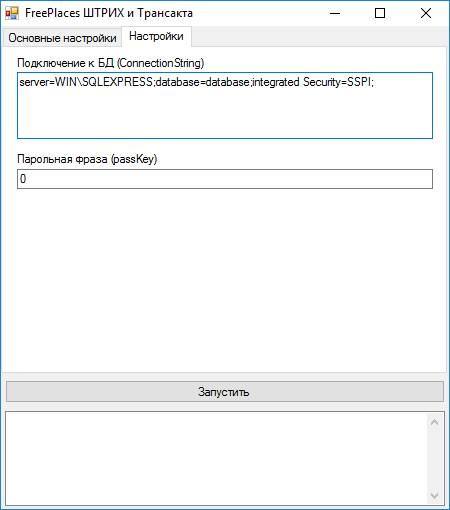 FreePlaces ШТРИХ и Трансакта
Основные настройки Настройки
Подключение к БД (ConnectionString)
server=WIN\SQLEXPRESS;database=database;integrated Security=SSPI;
Парольная фраза (passKey)
0
Запустить